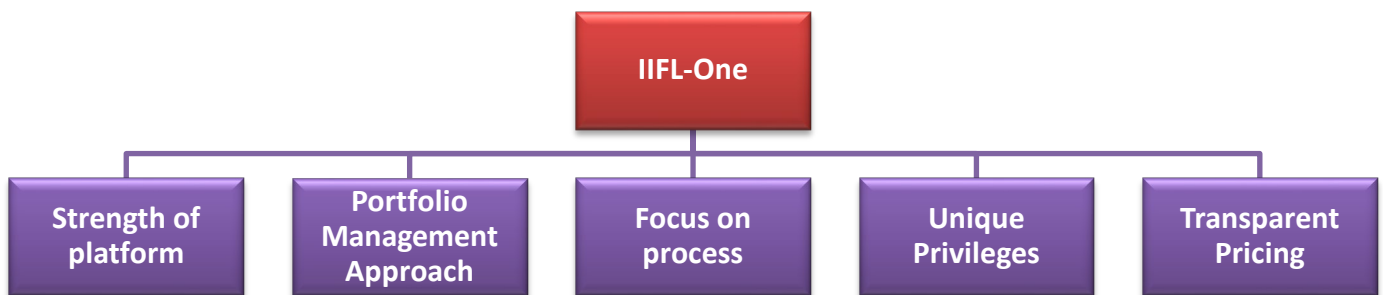 IIFL-One
Strength of
platform
Portfolio
Management
Approach
Focus on
process
Unique
Privileges
Transparent
Pricing